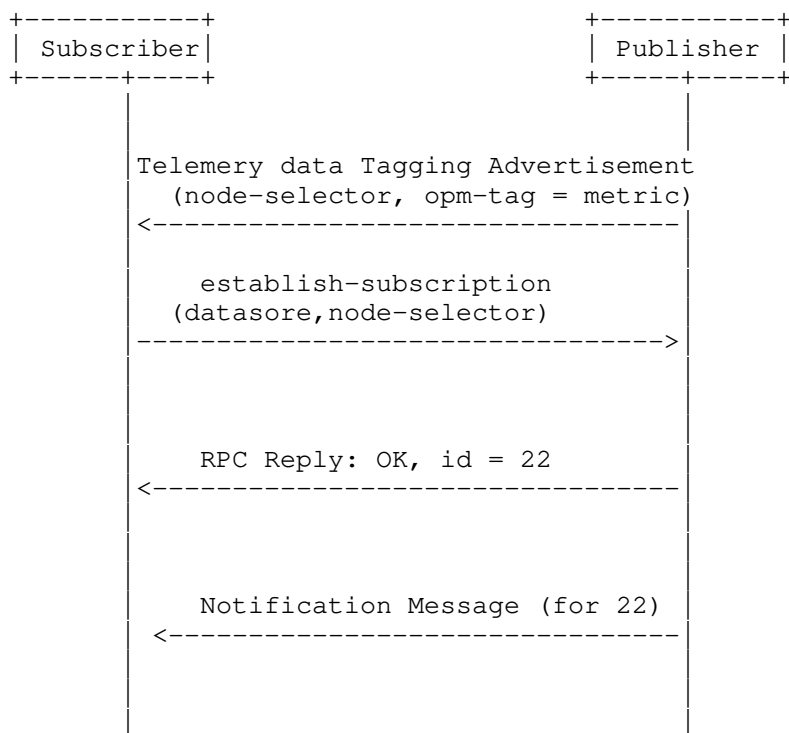 Subscriber Publisher
Telemery data Tagging Advertisement
(node-selector, opm-tag = metric)
establish-subscription
(datasore,node-selector)
RPC Reply: OK, id = 22
Notification Message (for 22)